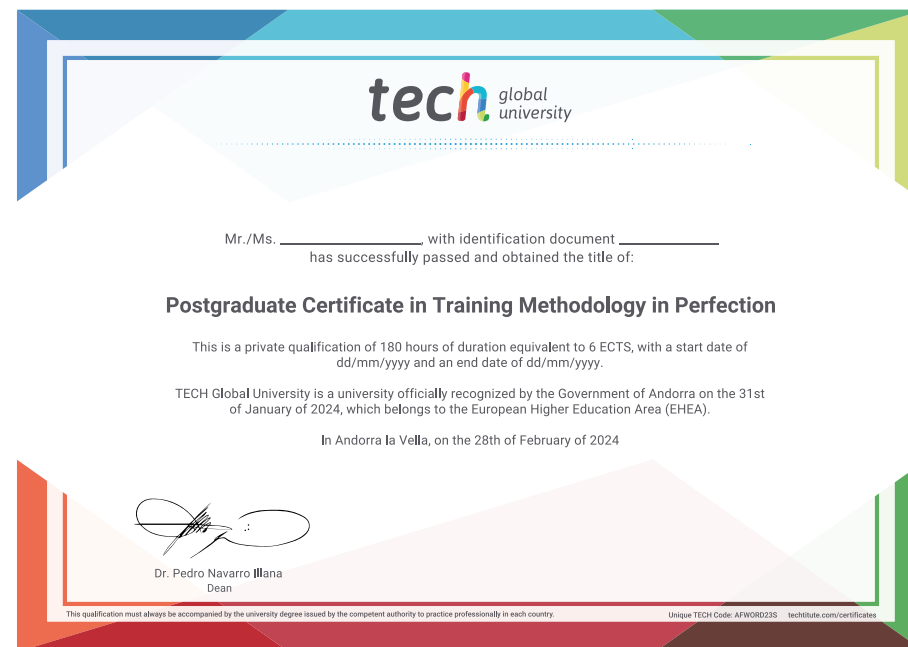 tech global university
Mr./Ms. ____________________, with identification document ______________
has successfully passed and obtained the title of:
Postgraduate Certificate in Training Methodology in Perfection
This is a private qualification of 180 hours of duration equivalent to 6 ECTS, with a start date of
dd/mm/yyyy and an end date of dd/mm/yyyy.
TECH Global University is a university officially recognized by the Government of Andorra on the 31st
of January of 2024, which belongs to the European Higher Education Area (EHEA).
In Andorra la Vella, on the 28th of February of 2024
Dr. Pedro Navarro Illana
Dean
This qualification must always be accompanied by the university degree issued by the competent authority to practice professionally in each country.
Unique TECH Code: AFWORD23S techtitute.com/certificates